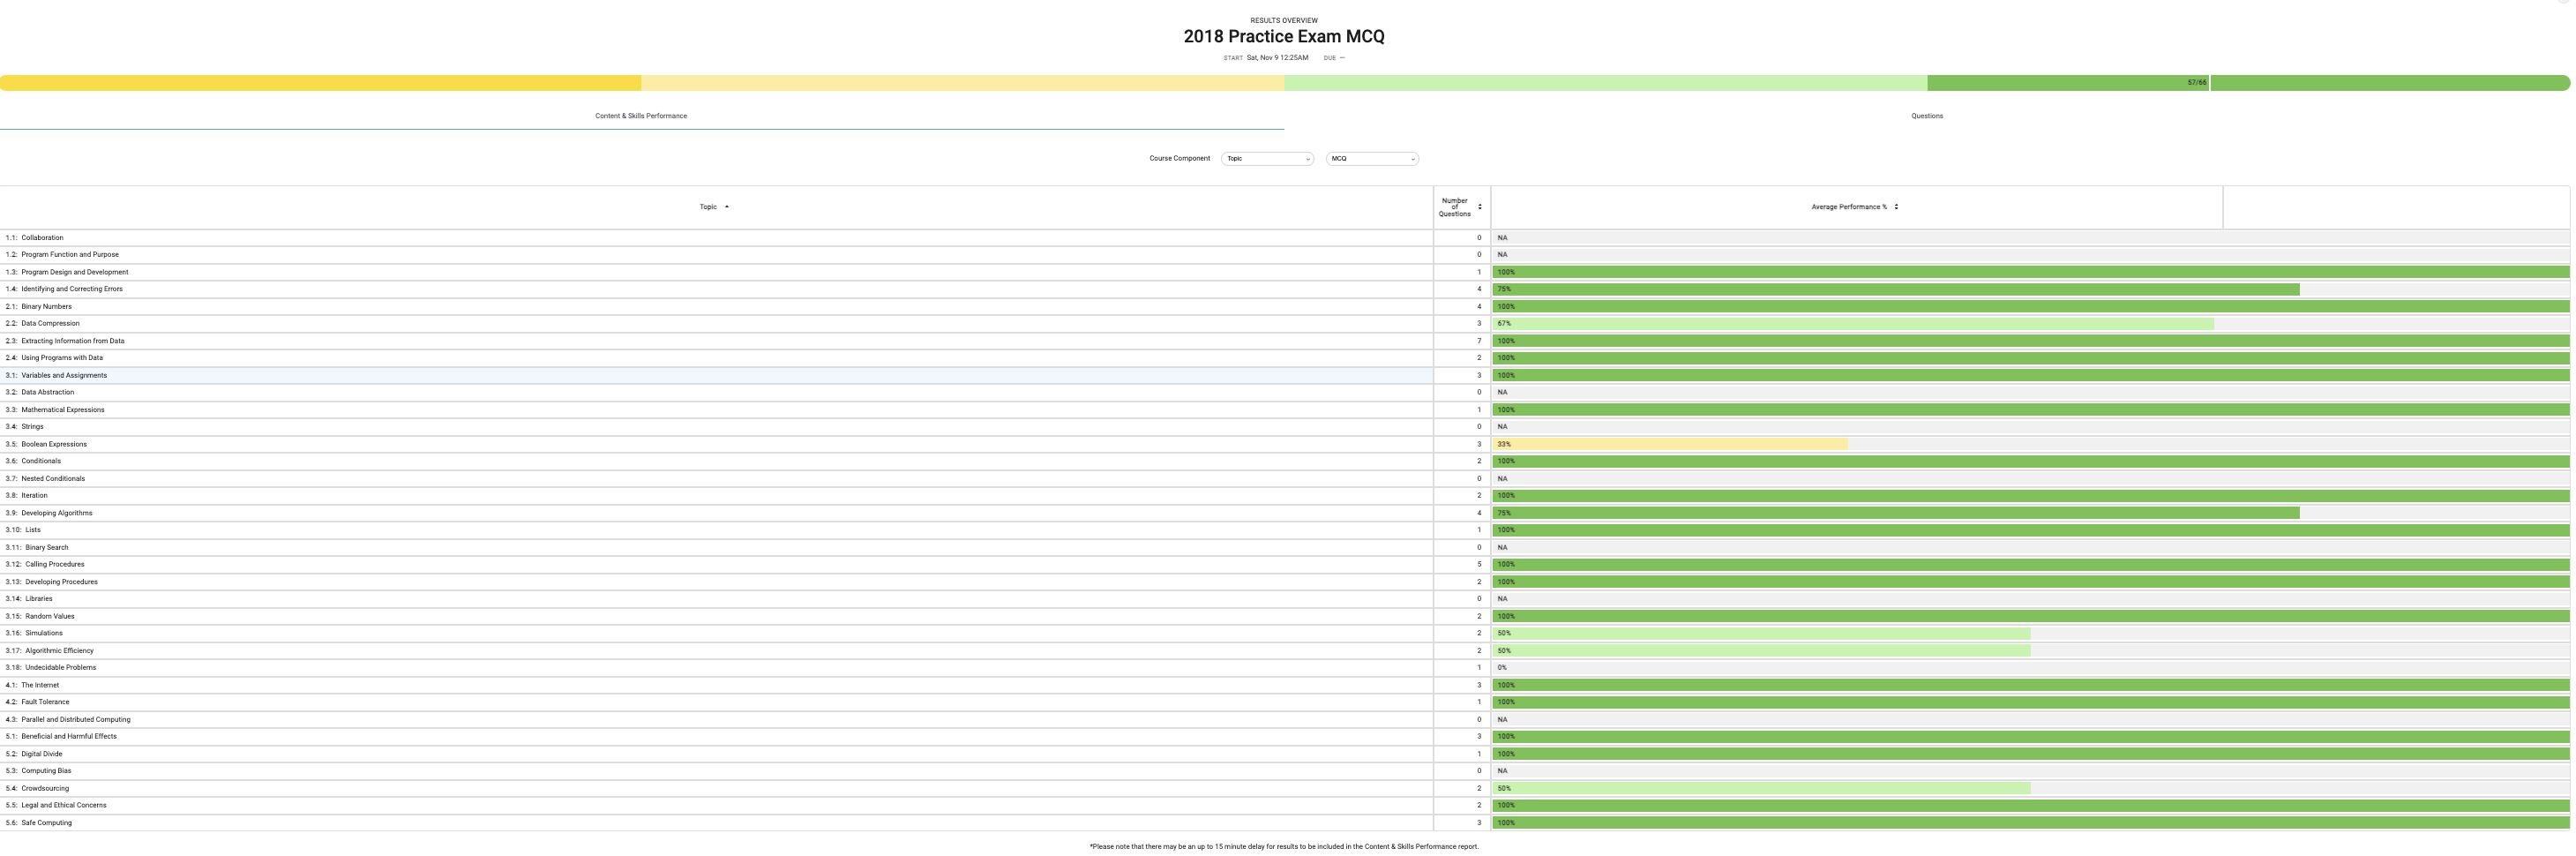 RESULTS OVERVIEW
2018 Practice Exam MCQ
START Sat, Nov 9 12:25AM DUE —
57/66
Content & Skills Performance Questions
Course Component Topic MCQ
Topic Number of Questions Average Performance %
1.1: Collaboration 0 NA
1.2: Program Function and Purpose 0 NA
1.3: Program Design and Development 1 100%
1.4: Identifying and Correcting Errors 4 75%
2.1: Binary Numbers 4 100%
2.2: Data Compression 3 67%
2.3: Extracting Information from Data 7 100%
2.4: Using Programs with Data 2 100%
3.1: Variables and Assignments 3 100%
3.2: Data Abstraction 0 NA
3.3: Mathematical Expressions 1 100%
3.4: Strings 0 NA
3.5: Boolean Expressions 3 33%
3.6: Conditionals 2 100%
3.7: Nested Conditionals 0 NA
3.8: Iteration 2 100%
3.9: Developing Algorithms 4 75%
3.10: Lists 1 100%
3.11: Binary Search 0 NA
3.12: Calling Procedures 5 100%
3.13: Developing Procedures 2 100%
3.14: Libraries 0 NA
3.15: Random Values 2 100%
3.16: Simulations 2 50%
3.17: Algorithmic Efficiency 2 50%
3.18: Undecidable Problems 1 0%
4.1: The Internet 3 100%
4.2: Fault Tolerance 1 100%
4.3: Parallel and Distributed Computing 0 NA
5.1: Beneficial and Harmful Effects 3 100%
5.2: Digital Divide 1 100%
5.3: Computing Bias 0 NA
5.4: Crowdsourcing 2 50%
5.5: Legal and Ethical Concerns 2 100%
5.6: Safe Computing 3 100%
*Please note that there may be an up to 15 minute delay for results to be included in the Content & Skills Performance report.